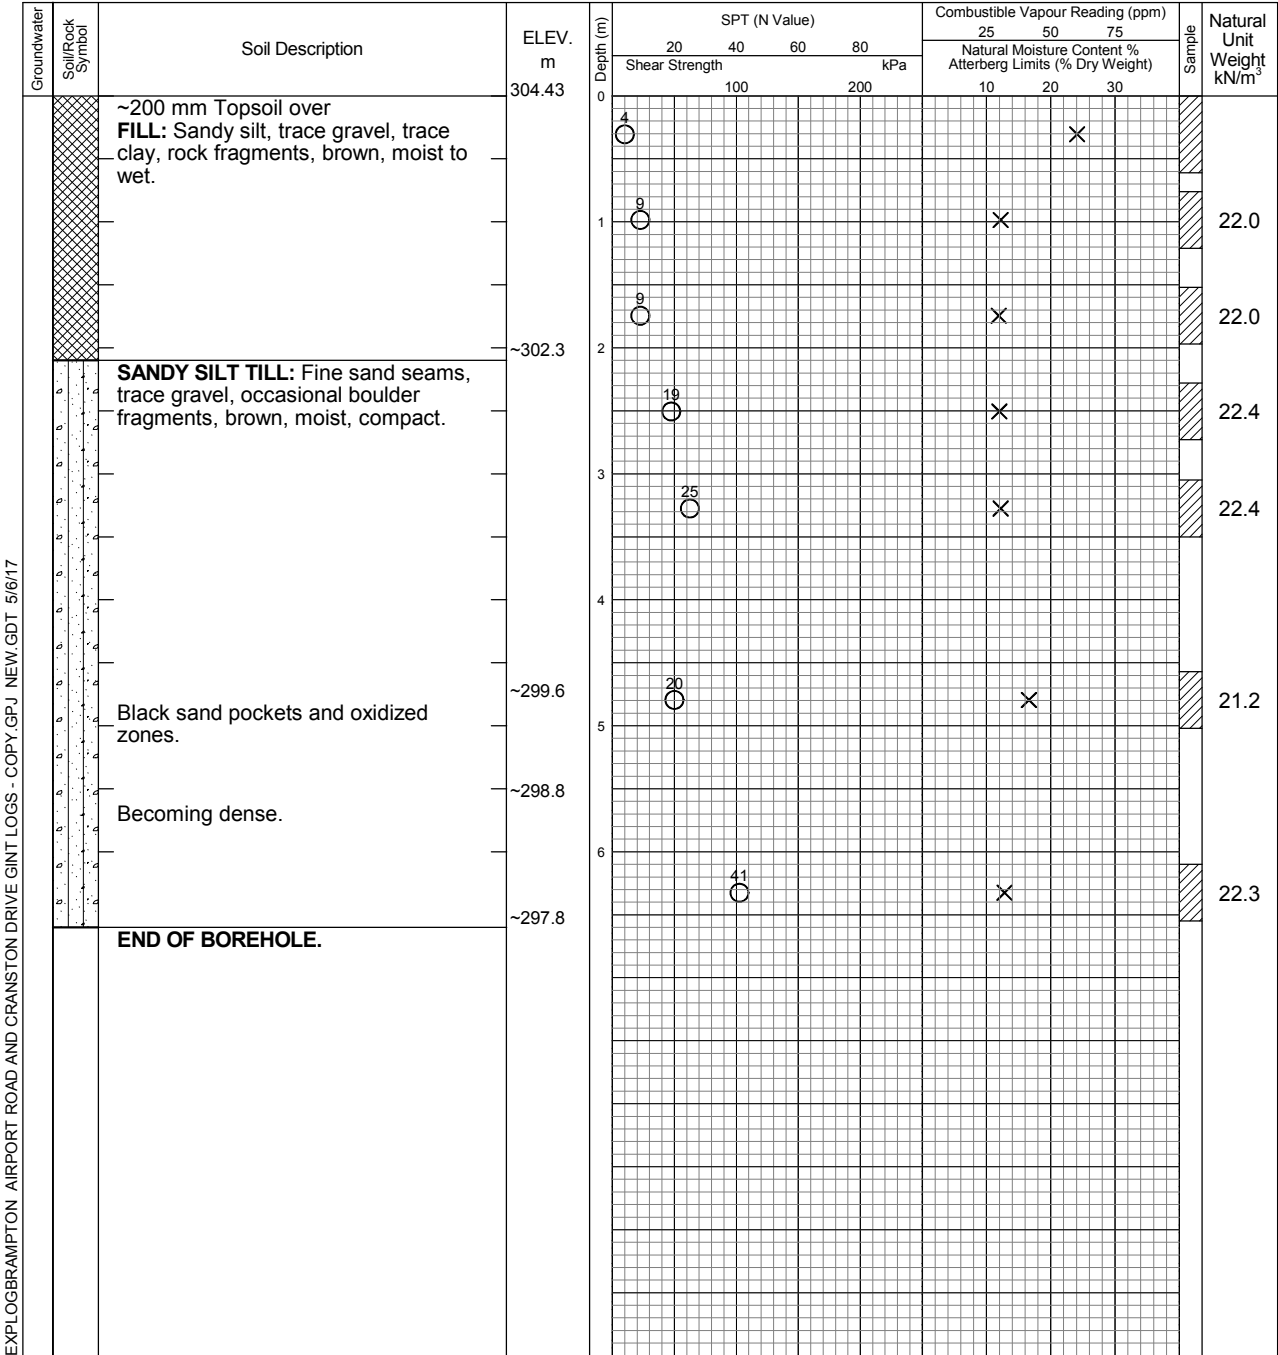 Groundwater
Soil/Rock
Symbol
Soil Description
ELEV.
m
304.43
Depth (m)
SPT (N Value)
20 40 60 80
Shear Strength kPa
100 200
Combustible Vapour Reading (ppm)
25 50 75
Natural Moisture Content %
Atterberg Limits (% Dry Weight)
10 20 30
Sample
Natural
Unit
Weight
kN/m³
0
~200 mm Topsoil over
FILL: Sandy silt, trace gravel, trace
clay, rock fragments, brown, moist to
wet.
4
9
1
22.0
9
22.0
~302.3
2
SANDY SILT TILL: Fine sand seams,
trace gravel, occasional boulder
fragments, brown, moist, compact.
19
22.4
3
25
22.4
4
~299.6
20
21.2
Black sand pockets and oxidized
zones.
5
~298.8
Becoming dense.
6
41
22.3
~297.8
END OF BOREHOLE.
EXPLOGBRAMPTON AIRPORT ROAD AND CRANSTON DRIVE GINT LOGS - COPY.GPJ NEW.GDT 5/6/17